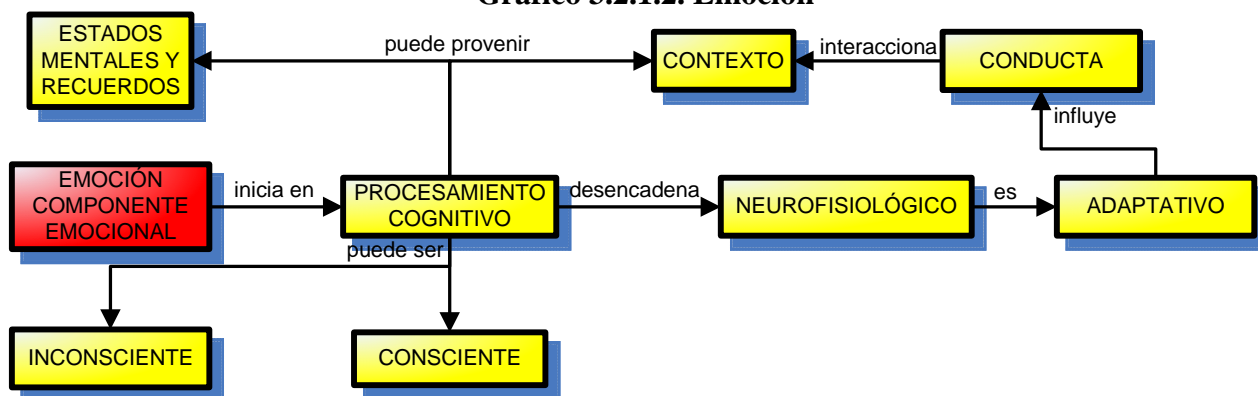 Gráfico 3.2.1.2. Emoción
ESTADOS
MENTALES Y
RECUERDOS
puede provenir
CONTEXTO
interacciona
CONDUCTA
influye
EMOCIÓN
COMPONENTE
EMOCIONAL
inicia en
PROCESAMIENTO
COGNITIVO
desencadena
NEUROFISIOLÓGICO
es
ADAPTATIVO
puede ser
INCONSCIENTE
CONSCIENTE